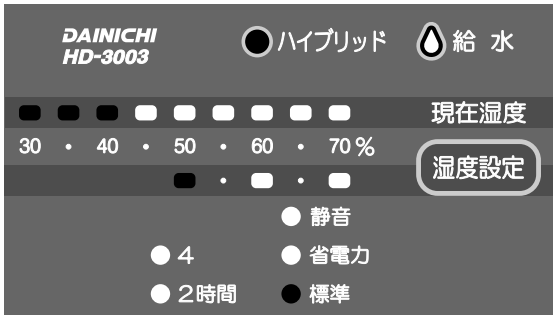 DAINICHI
HD-3003
ハイブリッド
給 水
現在湿度
30 · 40 · 50 · 60 · 70 %
湿度設定
静音
4 省電力
2時間 標準